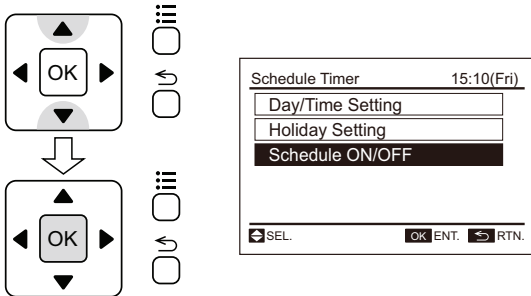 OK
OK
Schedule Timer 15:10(Fri)
Day/Time Setting
Holiday Setting
Schedule ON/OFF
SEL. OK ENT. RTN.